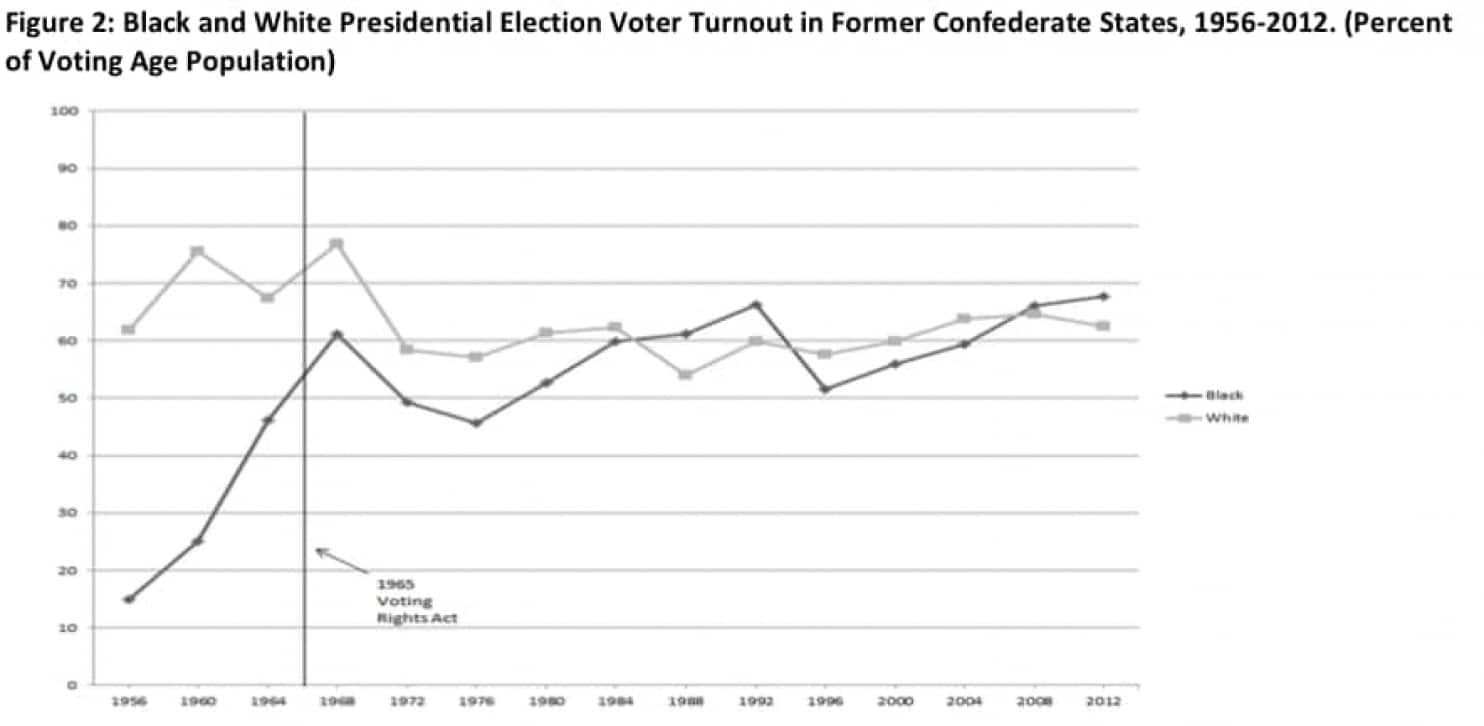 Figure 2: Black and White Presidential Election Voter Turnout in Former Confederate States, 1956-2012. (Percent
of Voting Age Population)
100
90
80
70
60
50
40
30
20
10
0
1965
Voting
Rights Act
Black
White
1956 1960 1964 1968 1972 1976 1980 1984 1988 1992 1996 2000 2004 2008 2012